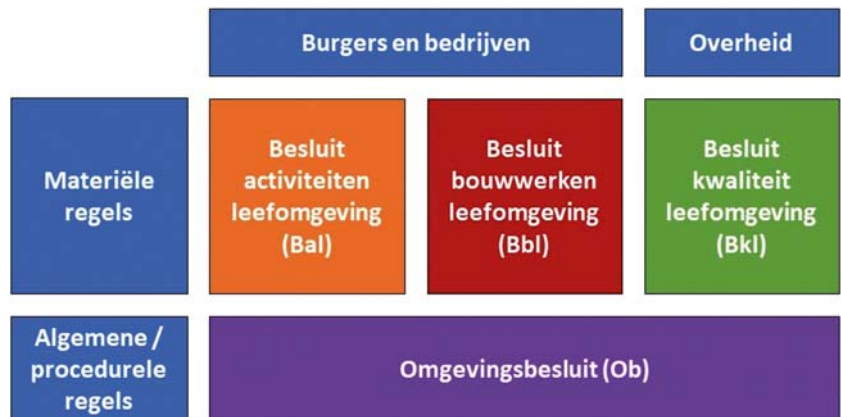 Burgers en bedrijven
Overheid
Materiële
regels
Besluit
activiteiten
leefomgeving
(Bal)
Besluit
bouwwerken
leefomgeving
(Bbl)
Besluit
kwaliteit
leefomgeving
(Bkl)
Algemene /
procedurele
regels
Omgevingsbesluit (Ob)